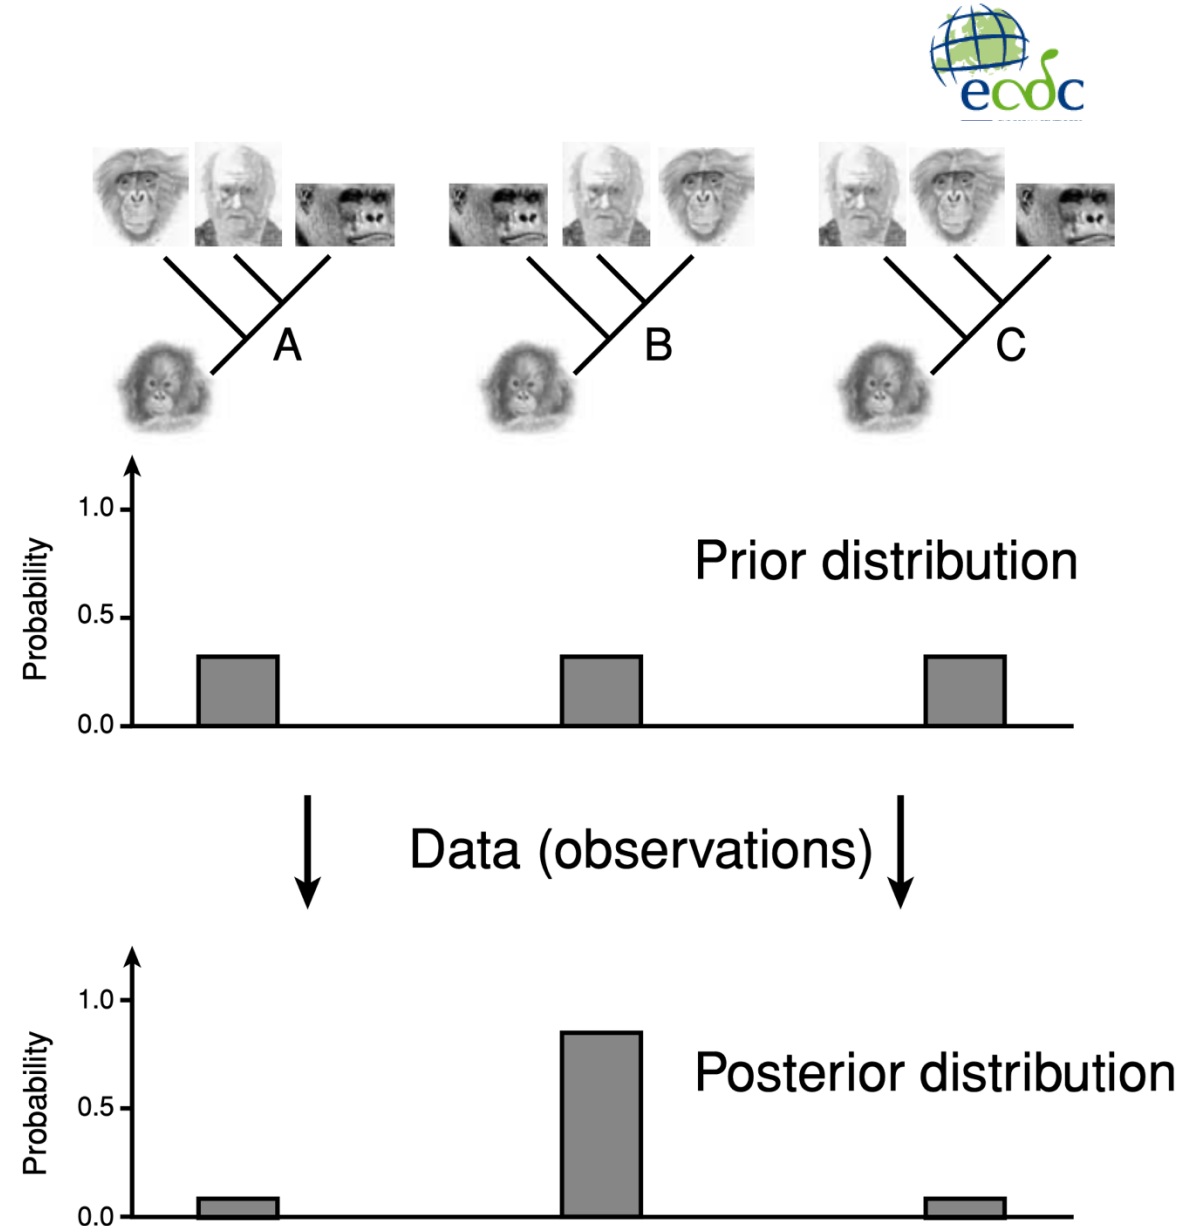 ecdc
A
B
C
1.0
Prior distribution
Probability
0.5
0.0
Data (observations)
1.0
Posterior distribution
Probability
0.5
0.0